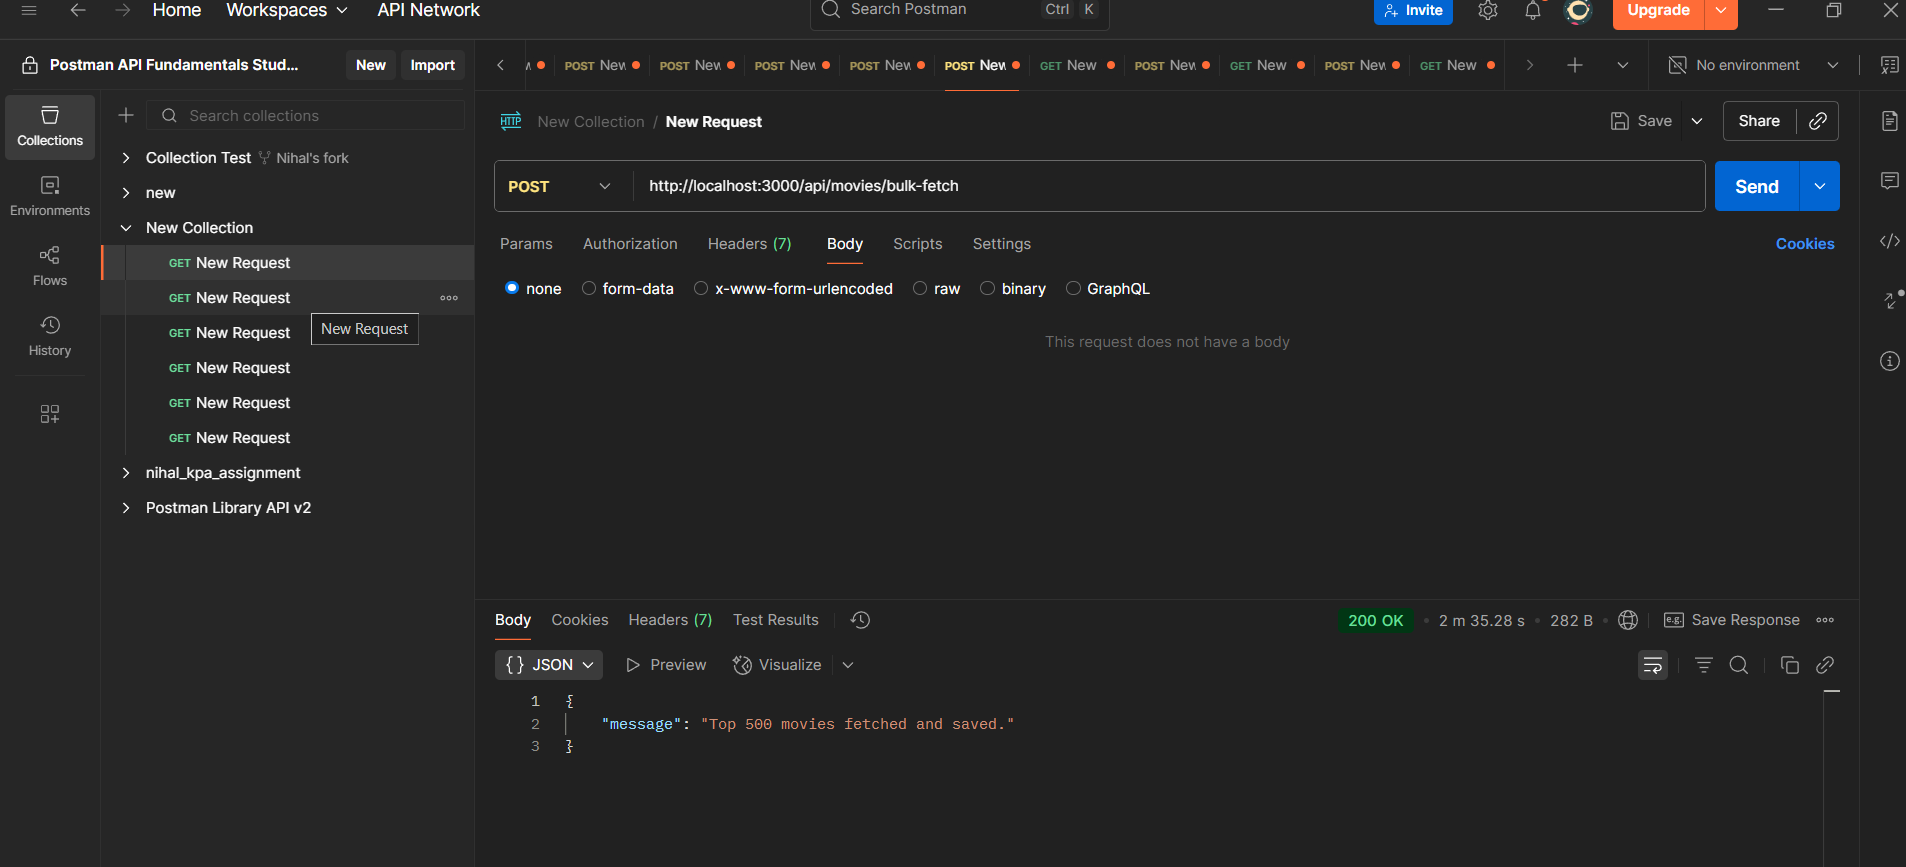 Home Workspaces API Network Search Postman Ctrl K Invite Upgrade
Postman API Fundamentals Stud... New Import
POST New POST New POST New POST New POST New GET New POST New GET New POST New GET New No environment
Collections
Environments
Flows
History
Search collections
Collection Test Nihal's fork
new
New Collection
GET New Request
GET New Request
New Request
GET New Request
GET New Request
GET New Request
GET New Request
nihal_kpa_assignment
Postman Library API v2
HTTP New Collection / New Request Save Share
POST http://localhost:3000/api/movies/bulk-fetch Send
Params Authorization Headers (7) Body Scripts Settings Cookies
none form-data x-www-form-urlencoded raw binary GraphQL
This request does not have a body
Body Cookies Headers (7) Test Results 200 OK • 2 m 35.28 s • 282 B • e.g. Save Response
{} JSON Preview Visualize
1 {
2 "message": "Top 500 movies fetched and saved."
3 }